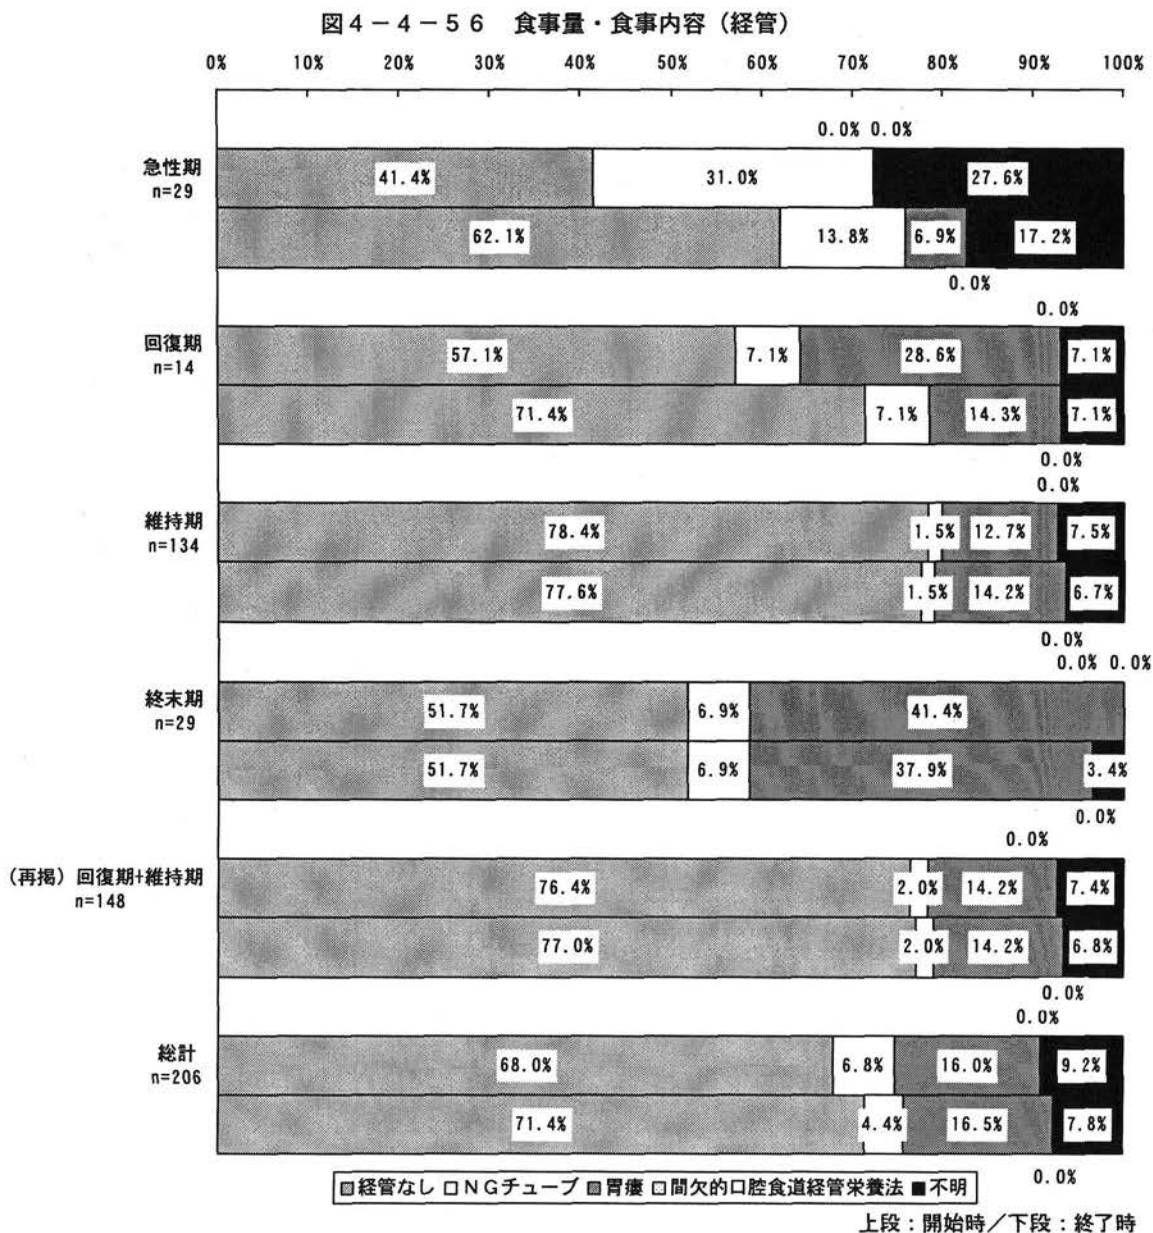 図4-4-56 食事量・食事内容（経管）
0% 10% 20% 30% 40% 50% 60% 70% 80% 90% 100%
0.0% 0.0%
急性期
n=29
41.4% 31.0% 27.6%
62.1% 13.8% 6.9% 17.2%
0.0%
0.0%
回復期
n=14
57.1% 7.1% 28.6% 7.1%
71.4% 7.1% 14.3% 7.1%
0.0%
0.0%
維持期
n=134
78.4% 1.5% 12.7% 7.5%
77.6% 1.5% 14.2% 6.7%
0.0%
0.0% 0.0%
終末期
n=29
51.7% 6.9% 41.4%
51.7% 6.9% 37.9% 3.4%
0.0%
0.0%
（再掲）回復期+維持期
n=148
76.4% 2.0% 14.2% 7.4%
77.0% 2.0% 14.2% 6.8%
0.0%
0.0%
総計
n=206
68.0% 6.8% 16.0% 9.2%
71.4% 4.4% 16.5% 7.8%
0.0%
経管なし NGチューブ 胃瘻 間欠的口腔食道経管栄養法 不明
上段：開始時／下段：終了時